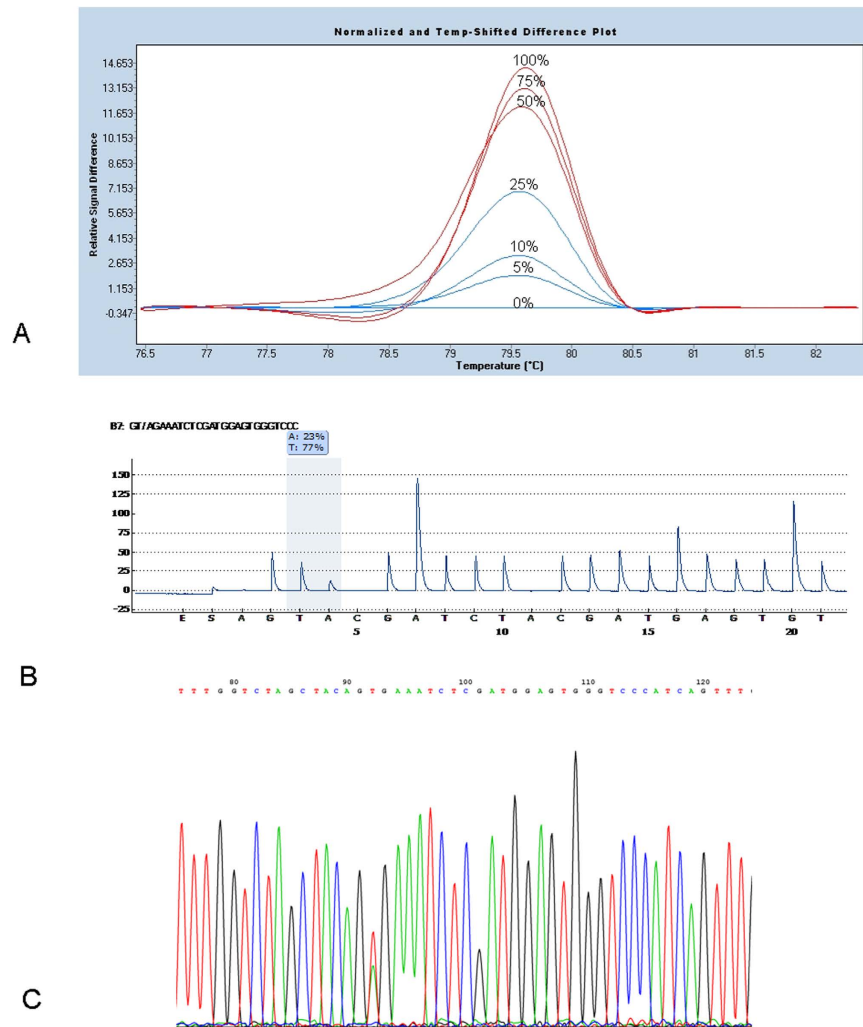 Normalized and Temp-Shifted Difference Plot
Relative Signal Difference
14.653
13.153
11.653
10.153
8.653
7.153
5.653
4.153
2.653
1.153
-0.347
100%
75%
50%
25%
10%
5%
0%
76.5 77 77.5 78 78.5 79 79.5 80 80.5 81 81.5 82
Temperature (°C)
A
B7: GT/AGAAATCTCGATGGAGTGGGTCCC
A: 23%
T: 77%
150
125
100
75
50
25
0
-25
E S A G T A C G A T C T A C G A T G A G T G T
5 10 15 20
B
80 90 100 110 120
T T T G G T C T A G C T A C A G T G A A A T C T C G A T G G A G T G G G T C C C A T C A G T T T
C